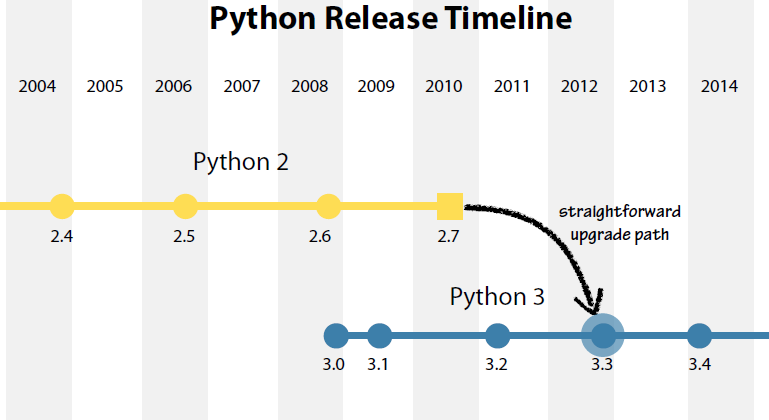 Python Release Timeline
2004 2005 2006 2007 2008 2009 2010 2011 2012 2013 2014
Python 2
straightforward
upgrade path
2.4 2.5 2.6 2.7
Python 3
3.0 3.1 3.2 3.3 3.4